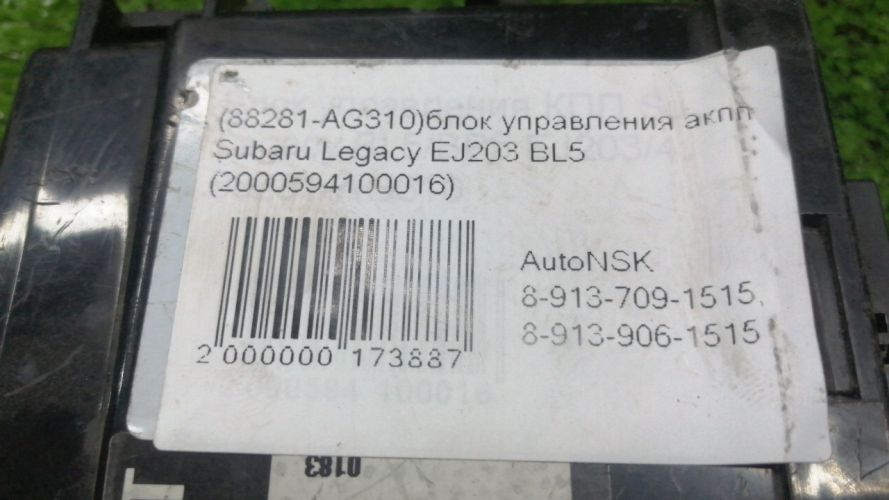 (88281-AG310)блок управления акпп
Subaru Legacy EJ203 BL5
(2000594100016)
AutoNSK
8-913-709-1515,
8-913-906-1515
2 000000 173887
0183